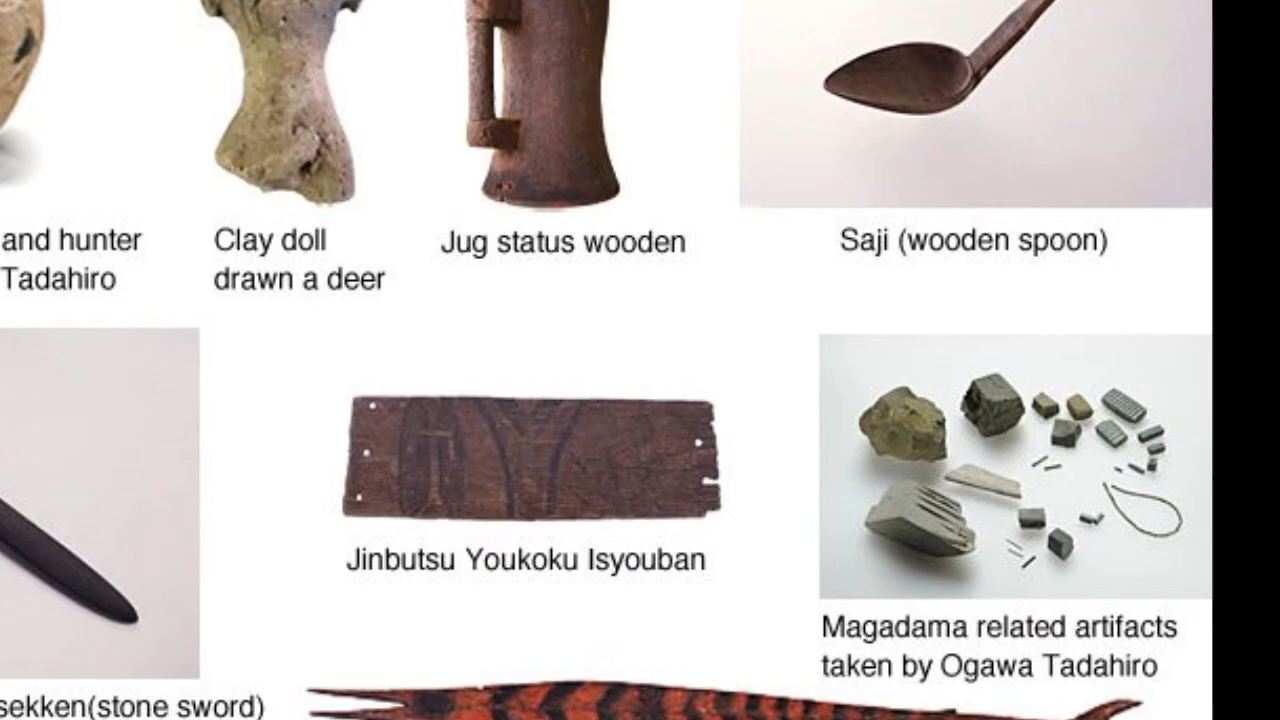 and hunter
Tadahiro
Clay doll
drawn a deer
Jug status wooden
Saji (wooden spoon)
Jinbutsu Youkoku Isyouban
Magadama related artifacts
taken by Ogawa Tadahiro
sekken(stone sword)